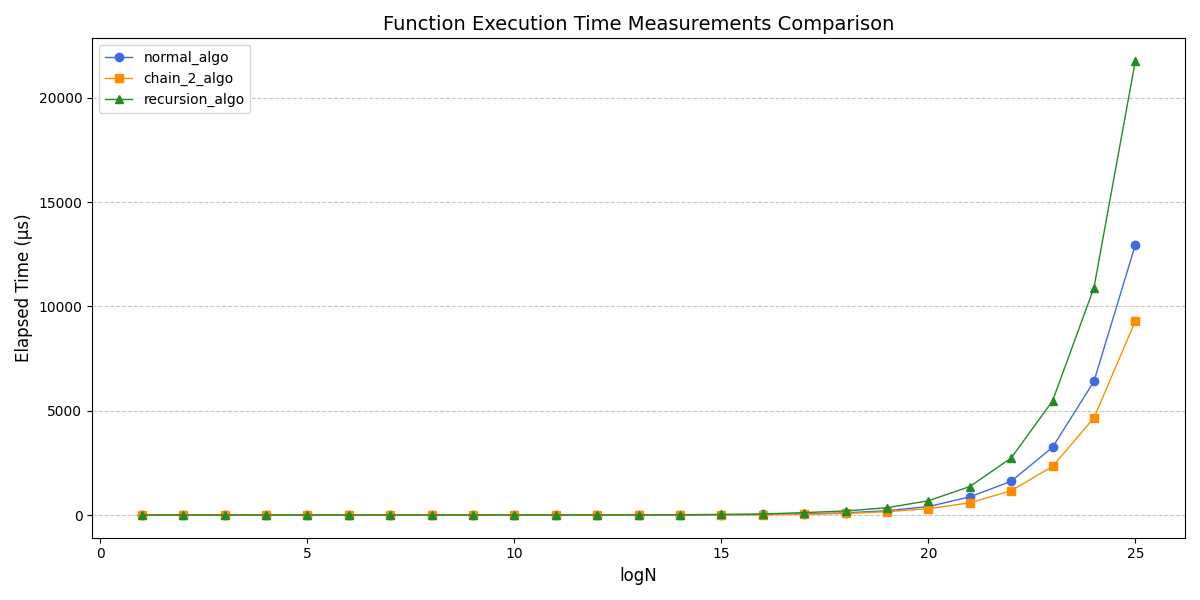 Function Execution Time Measurements Comparison
normal_algo
chain_2_algo
recursion_algo
Elapsed Time (μs)
20000
15000
10000
5000
0
0 5 10 15 20 25
logN